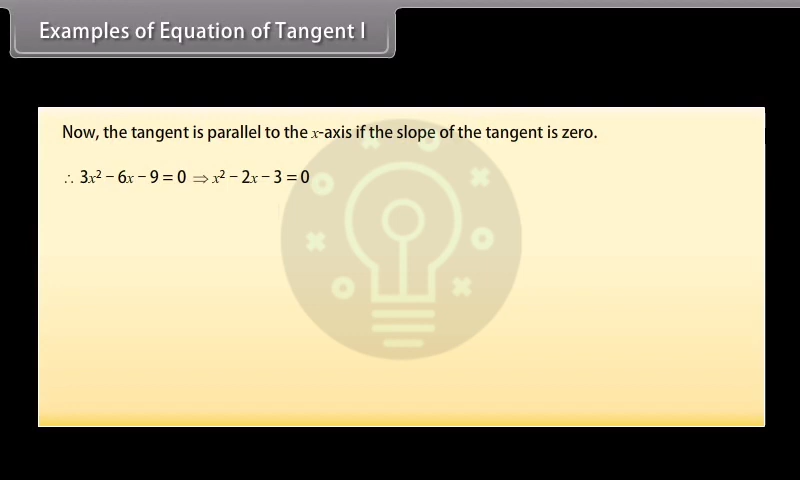 Examples of Equation of Tangent I
Now, the tangent is parallel to the x-axis if the slope of the tangent is zero.
∴ 3x² − 6x − 9 = 0 ⇒ x² − 2x − 3 = 0